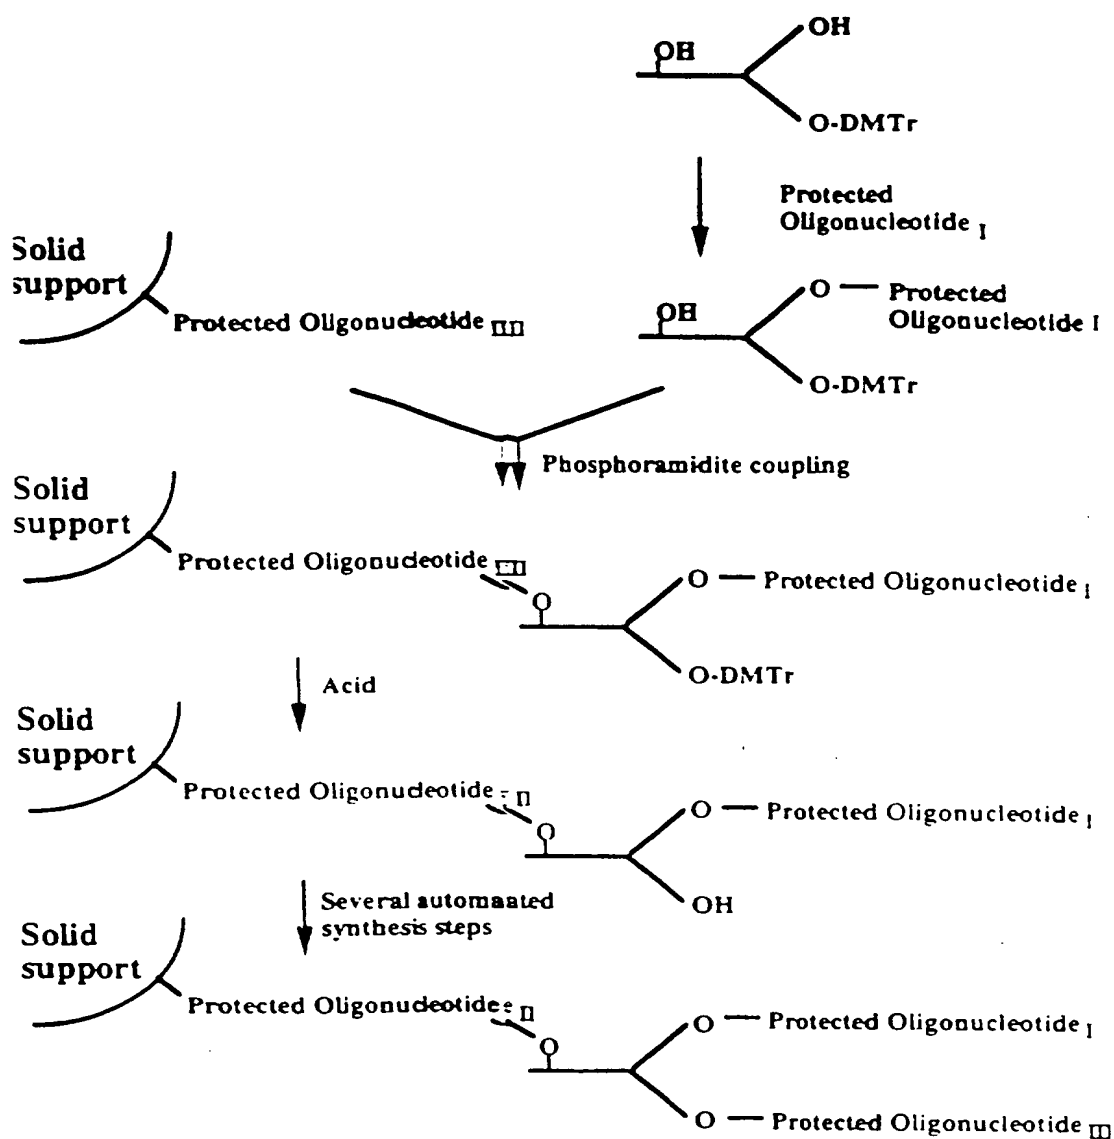 OH
OH
O-DMTr
Protected
Oligonucleotide I
Solid
support
Protected Oligonucleotide III
OH
O — Protected
Oligonucleotide I
O-DMTr
Phosphoramidite coupling
Solid
support
Protected Oligonucleotide
O
O — Protected Oligonucleotide I
O-DMTr
Acid
Solid
support
Protected Oligonucleotide II
O
O — Protected Oligonucleotide I
OH
Several automaated
synthesis steps
Solid
support
Protected Oligonucleotide II
O
O — Protected Oligonucleotide I
O — Protected Oligonucleotide III